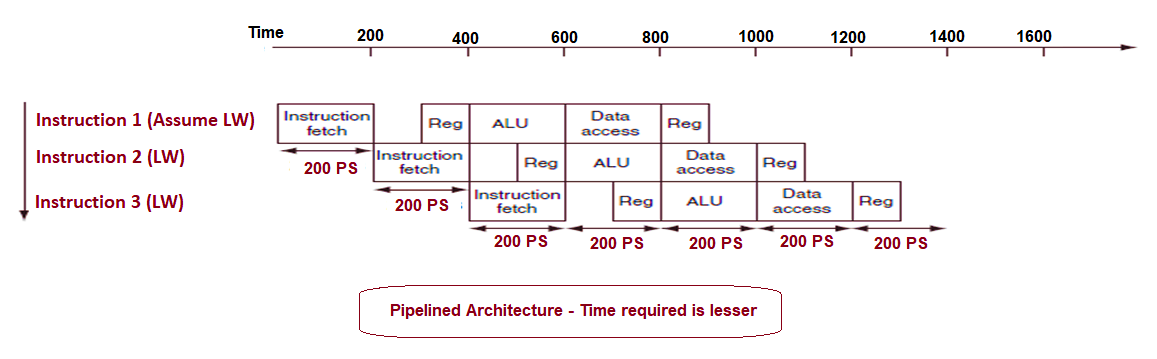 Time
200
400
600
800
1000
1200
1400
1600
Instruction 1 (Assume LW)
Instruction
fetch
Reg
ALU
Data
access
Reg
Instruction 2 (LW)
200 PS
Instruction
fetch
Reg
ALU
Data
access
Reg
Instruction 3 (LW)
200 PS
Instruction
fetch
Reg
ALU
Data
access
Reg
200 PS
200 PS
200 PS
200 PS
200 PS
Pipelined Architecture - Time required is lesser